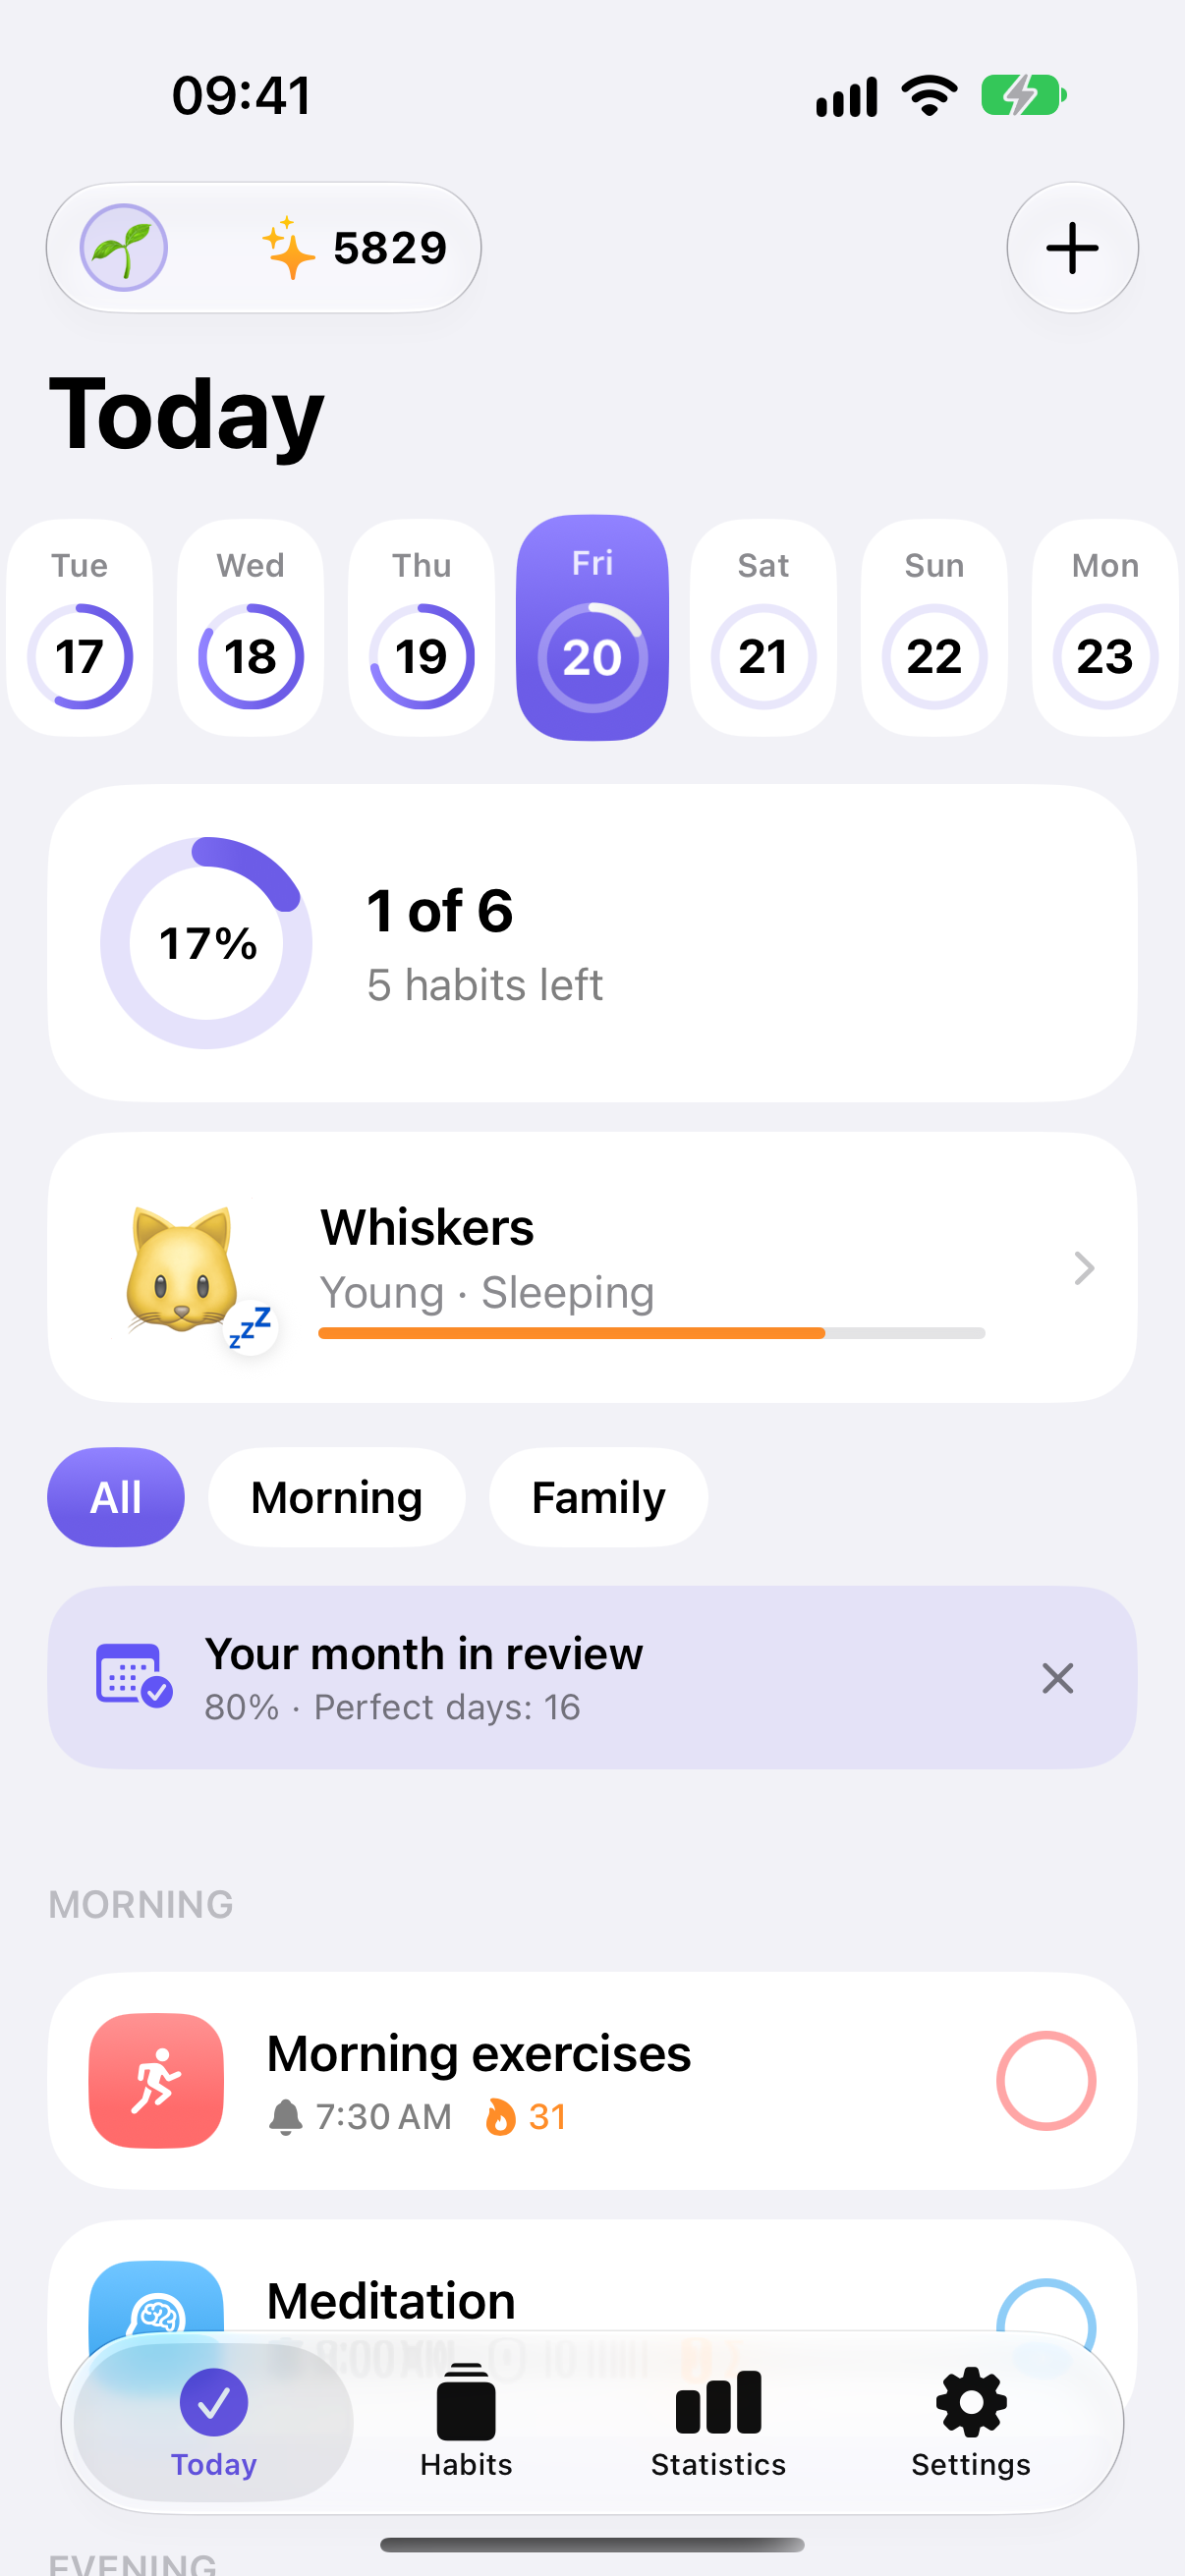 09:41
5829
Today
Tue Wed Thu Fri Sat Sun Mon
17 18 19 20 21 22 23
17%
1 of 6
5 habits left
Whiskers
Young · Sleeping
zzZ
All Morning Family
Your month in review
80% · Perfect days: 16
MORNING
Morning exercises
7:30 AM 31
Meditation
Today Habits Statistics Settings
EVENING